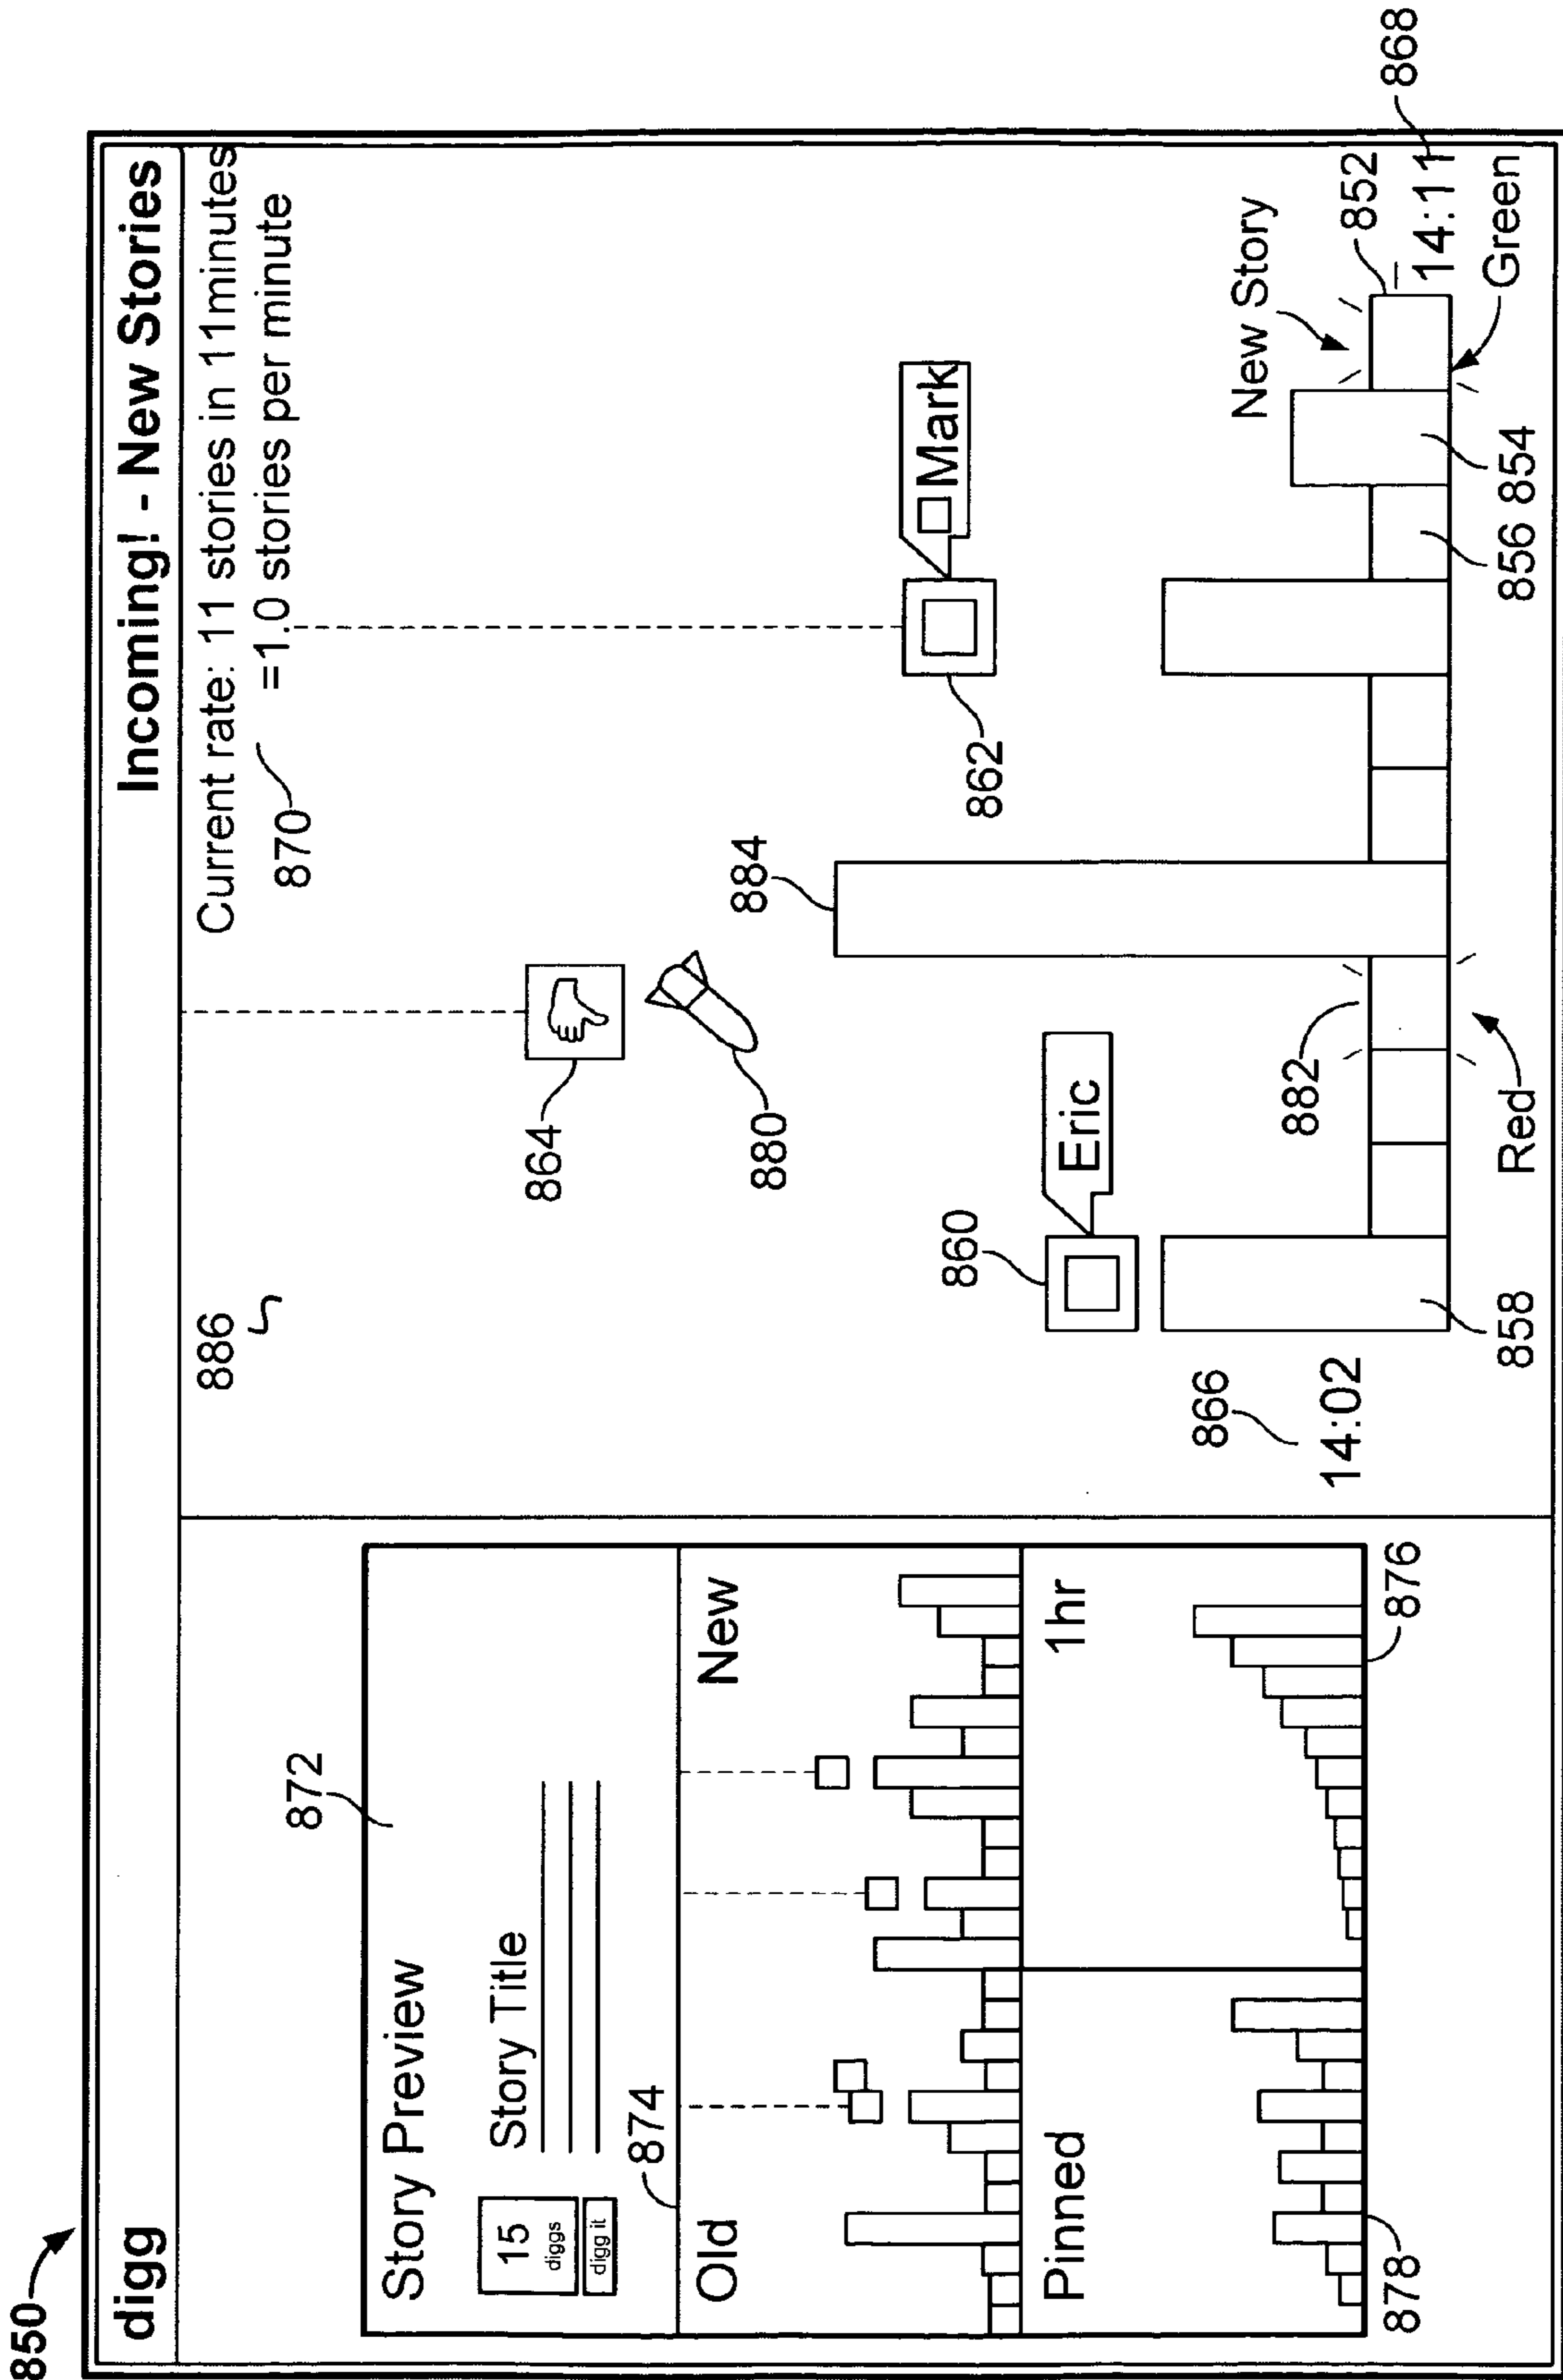 850
digg
Incoming! - New Stories
Story Preview
872
15
diggs
digg it
Story Title
874
Old
New
Pinned
1hr
878
876
886
Current rate: 11 stories in 11minutes
=1.0 stories per minute
870
864
880
884
862
Mark
860
Eric
866
14:02
858
882
Red
New Story
852
14:11
868
Green
856
854